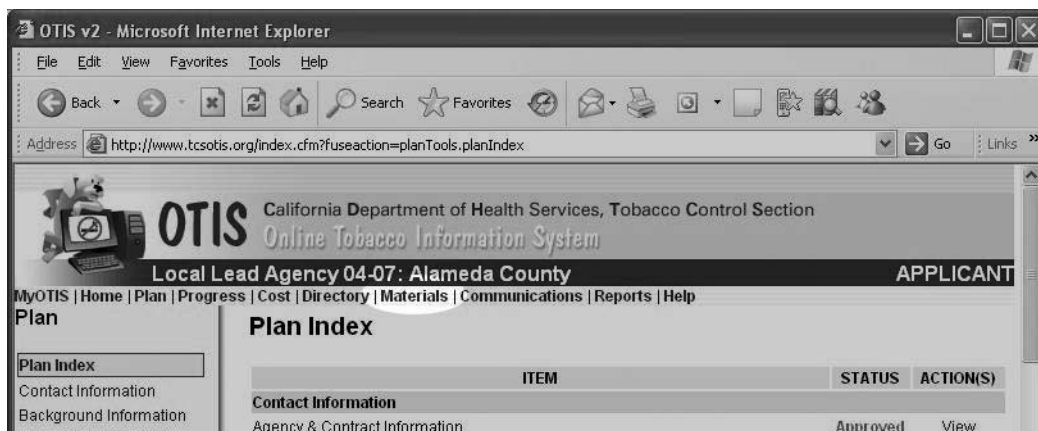 OTIS v2 - Microsoft Internet Explorer
File Edit View Favorites Tools Help
Back Search Favorites
Address http://www.tcsotis.org/index.cfm?fuseaction=planTools.planIndex Go Links »
OTIS California Department of Health Services, Tobacco Control Section
Online Tobacco Information System
Local Lead Agency 04-07: Alameda County APPLICANT
MyOTIS | Home | Plan | Progress | Cost | Directory | Materials | Communications | Reports | Help
Plan
Plan Index
Plan Index
ITEM STATUS ACTION(S)
Contact Information
Contact Information
Background Information
Agency & Contract Information Approved View